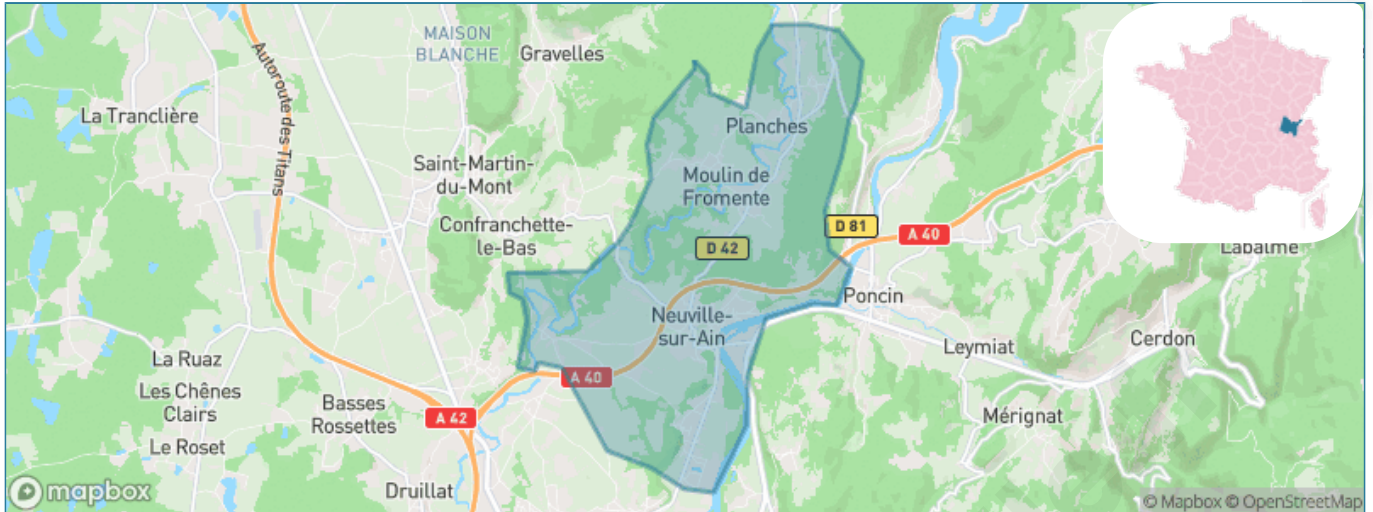 MAISON
BLANCHE
Gravelles
Autoroute des Titans
La Tranclière
Planches
Saint-Martin-
du-Mont
Moulin de
Fromente
Confranchette-
le-Bas
D 42
D 81
A 40
Labalme
Poncin
Neuville-
sur-Ain
Leymiat
Cerdon
La Ruaz
A 40
Les Chênes
Clairs
Basses
Rossettes
A 42
Mérignat
Le Roset
Druillat
mapbox
© Mapbox © OpenStreetMap